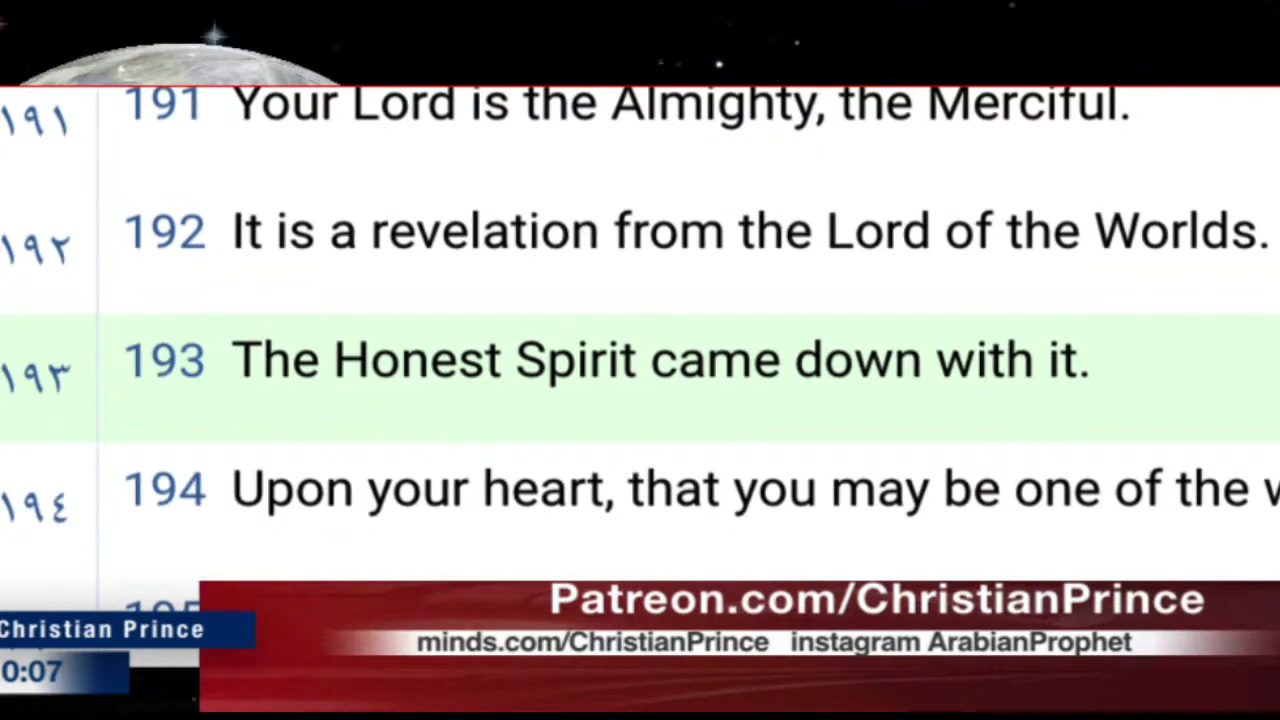 ١٩١ 191 Your Lord is the Almighty, the Merciful.
١٩٢ 192 It is a revelation from the Lord of the Worlds.
١٩٣ 193 The Honest Spirit came down with it.
١٩٤ 194 Upon your heart, that you may be one of the
195
Patreon.com/ChristianPrince
Christian Prince
minds.com/ChristianPrince instagram ArabianProphet
0:07